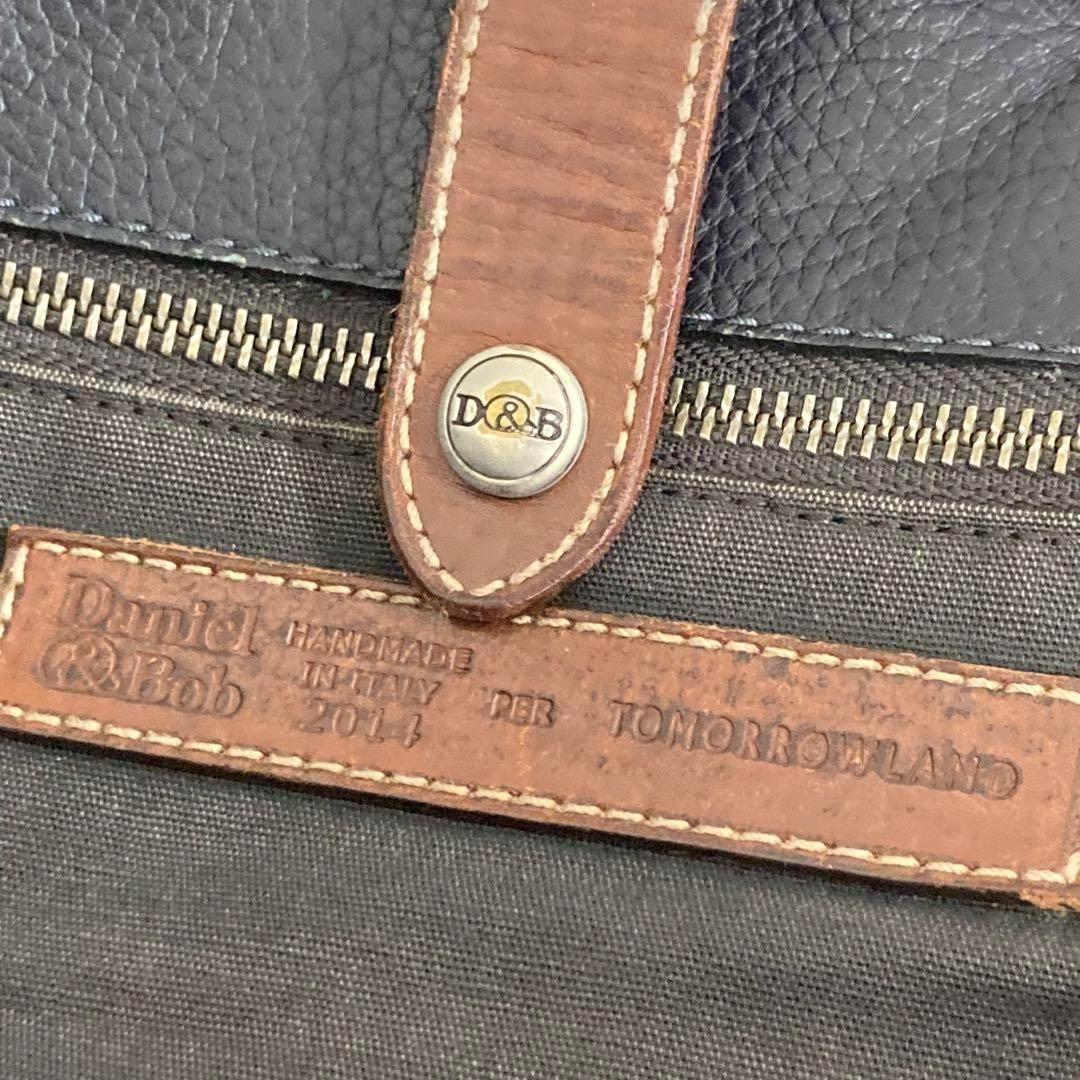 D&B
Daniel
&Bob
HANDMADE
IN ITALY
2014
PER TOMORROWLAND